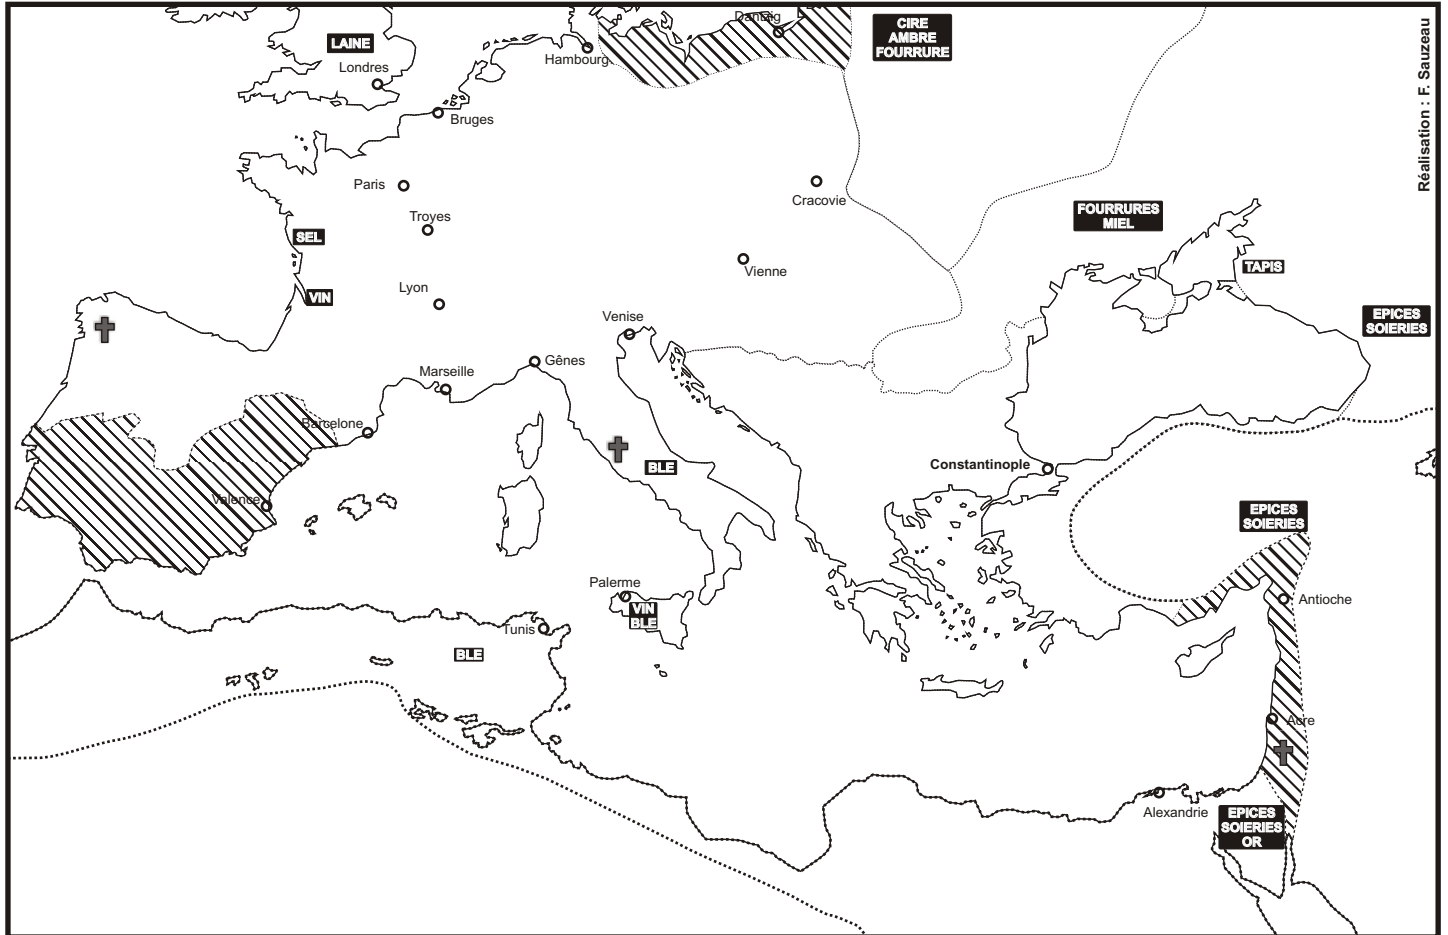 Dantzig
CIRE
AMBRE
FOURRURE
Réalisation : F. Sauzeau
LAINE
Londres
Hambourg
Bruges
Paris
Cracovie
Troyes
FOURRURES
MIEL
SEL
Vienne
TAPIS
Lyon
VIN
Venise
EPICES
SOIERIES
Gênes
Marseille
Barcelone
Constantinople
BLE
Valence
EPICES
SOIERIES
Palerme
Antioche
VIN
BLE
Tunis
BLE
Acre
Alexandrie
EPICES
SOIERIES
OR